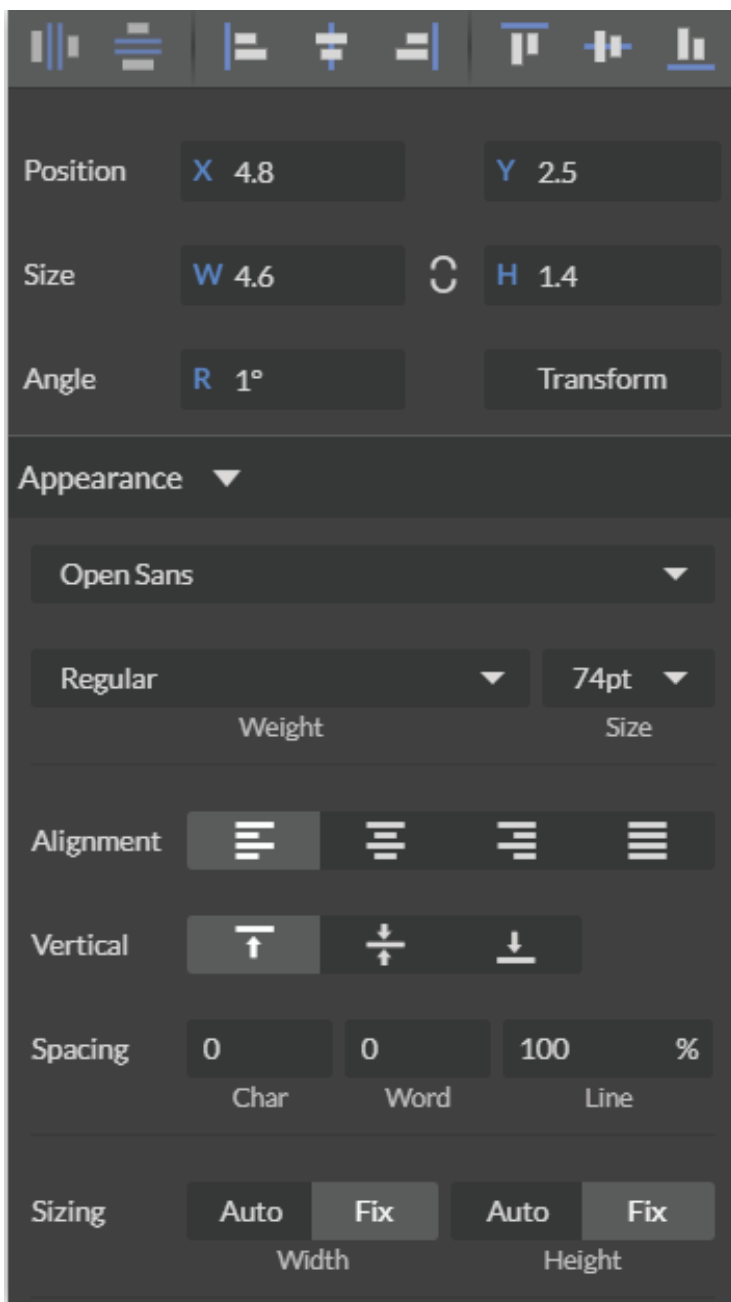 Position X 4.8 Y 2.5
Size W 4.6 H 1.4
Angle R 1° Transform
Appearance
Open Sans
Regular 74pt
Weight Size
Alignment
Vertical
Spacing 0 0 100 %
Char Word Line
Sizing Auto Fix Auto Fix
Width Height